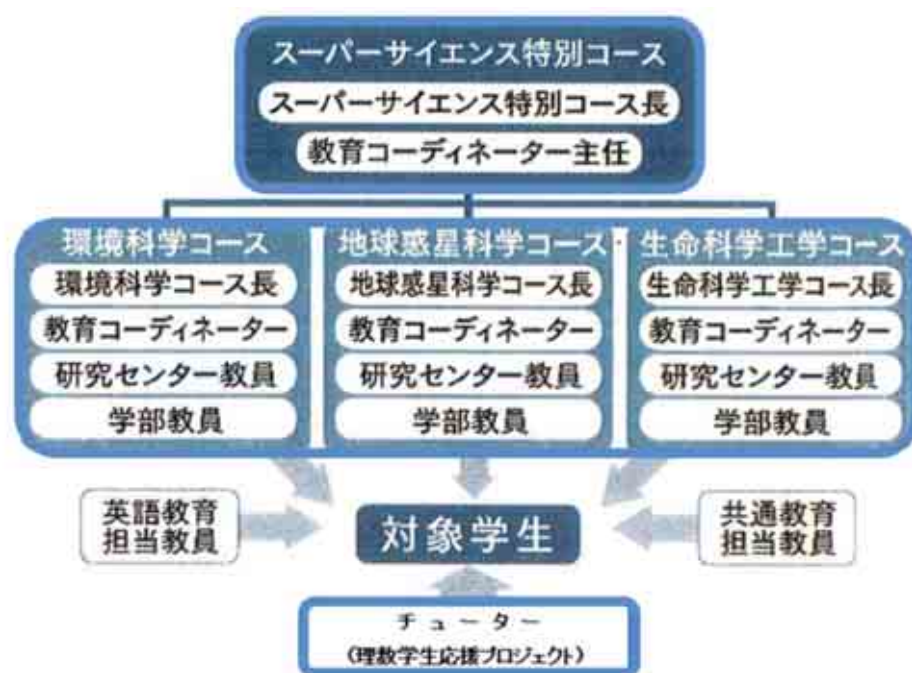 スーパーサイエンス特別コース
スーパーサイエンス特別コース長
教育コーディネーター主任
環境科学コース
環境科学コース長
教育コーディネーター
研究センター教員
学部教員
地球惑星科学コース
地球惑星科学コース長
教育コーディネーター
研究センター教員
学部教員
生命科学工学コース
生命科学工学コース長
教育コーディネーター
研究センター教員
学部教員
英語教育
担当教員
対象学生
共通教育
担当教員
チューター
(理数学生応援プロジェクト)